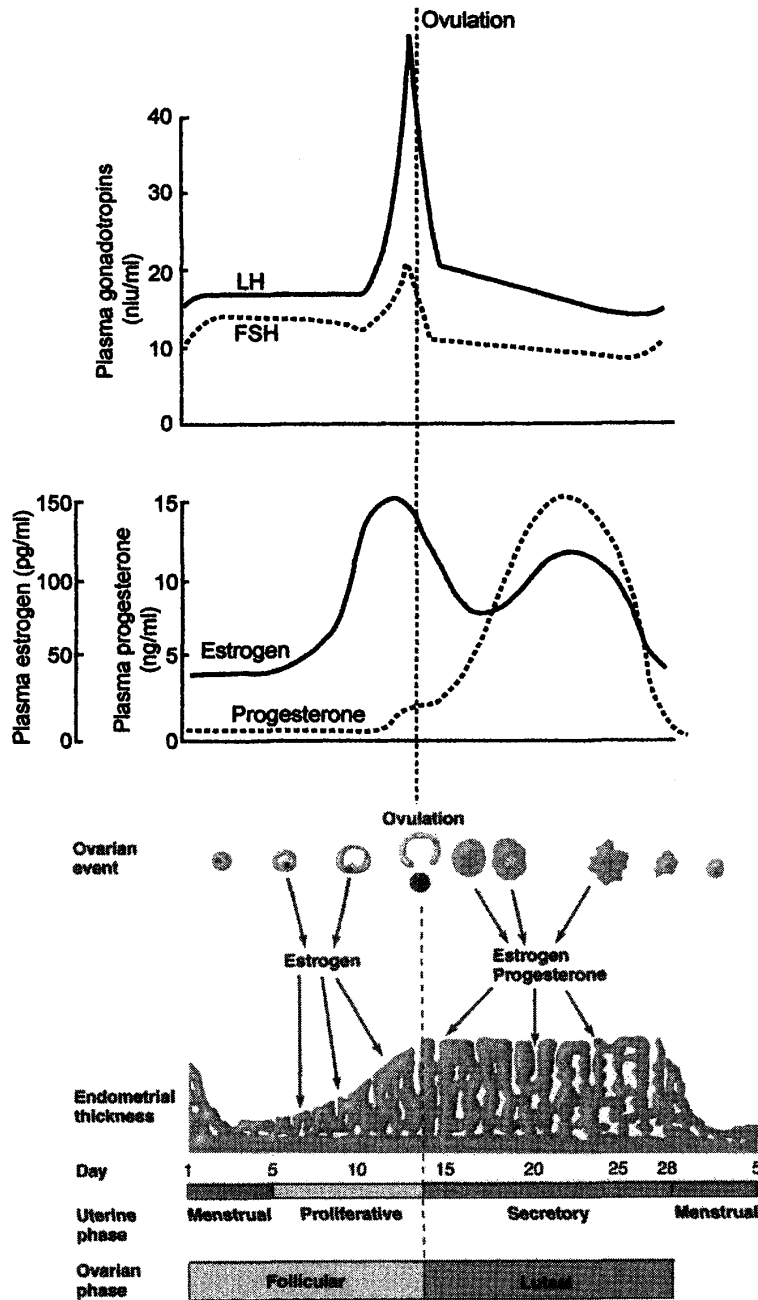 Ovulation
40
30
20
10
0
Plasma gonadotropins
(nlu/ml)
LH
FSH
150
100
50
0
Plasma estrogen (pg/ml)
15
10
5
0
Plasma progesterone
(ng/ml)
Estrogen
Progesterone
Ovulation
Ovarian
event
Estrogen
Estrogen
Progesterone
Endometrial
thickness
Day 1 5 10 15 20 25 28 5
Uterine
phase
Menstrual Proliferative Secretory Menstrual
Ovarian
phase
Follicular Luteal